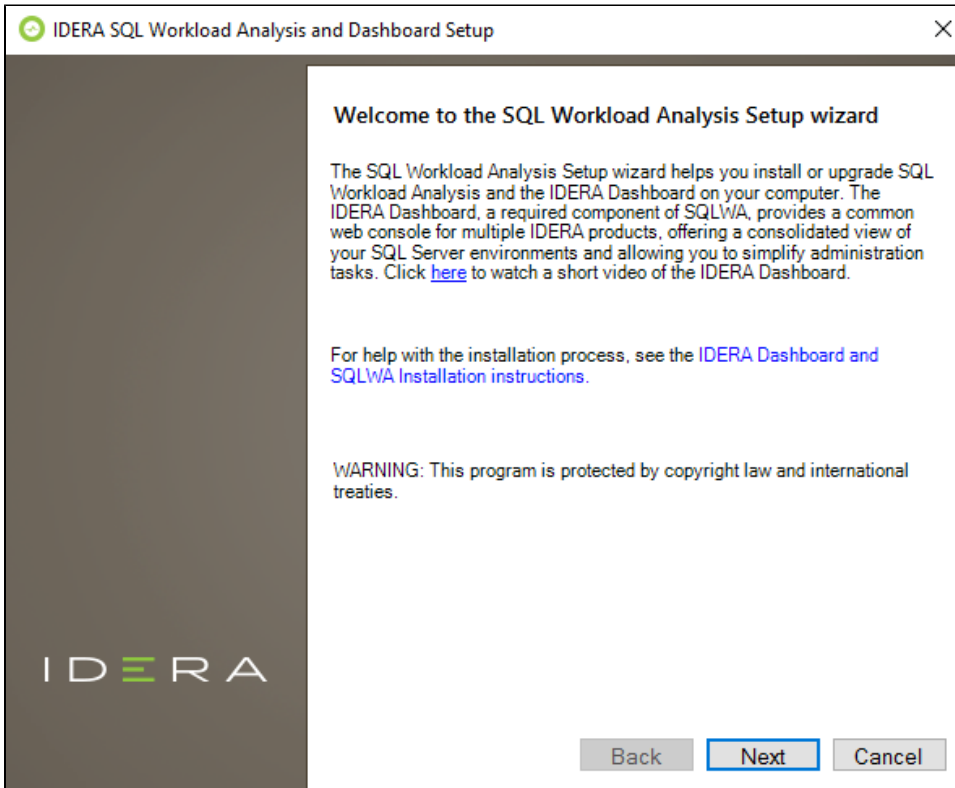 IDERA SQL Workload Analysis and Dashboard Setup
Welcome to the SQL Workload Analysis Setup wizard
The SQL Workload Analysis Setup wizard helps you install or upgrade SQL
Workload Analysis and the IDERA Dashboard on your computer. The
IDERA Dashboard, a required component of SQLWA, provides a common
web console for multiple IDERA products, offering a consolidated view of
your SQL Server environments and allowing you to simplify administration
tasks. Click here to watch a short video of the IDERA Dashboard.
For help with the installation process, see the IDERA Dashboard and
SQLWA Installation instructions.
WARNING: This program is protected by copyright law and international
treaties.
IDERA
Back Next Cancel